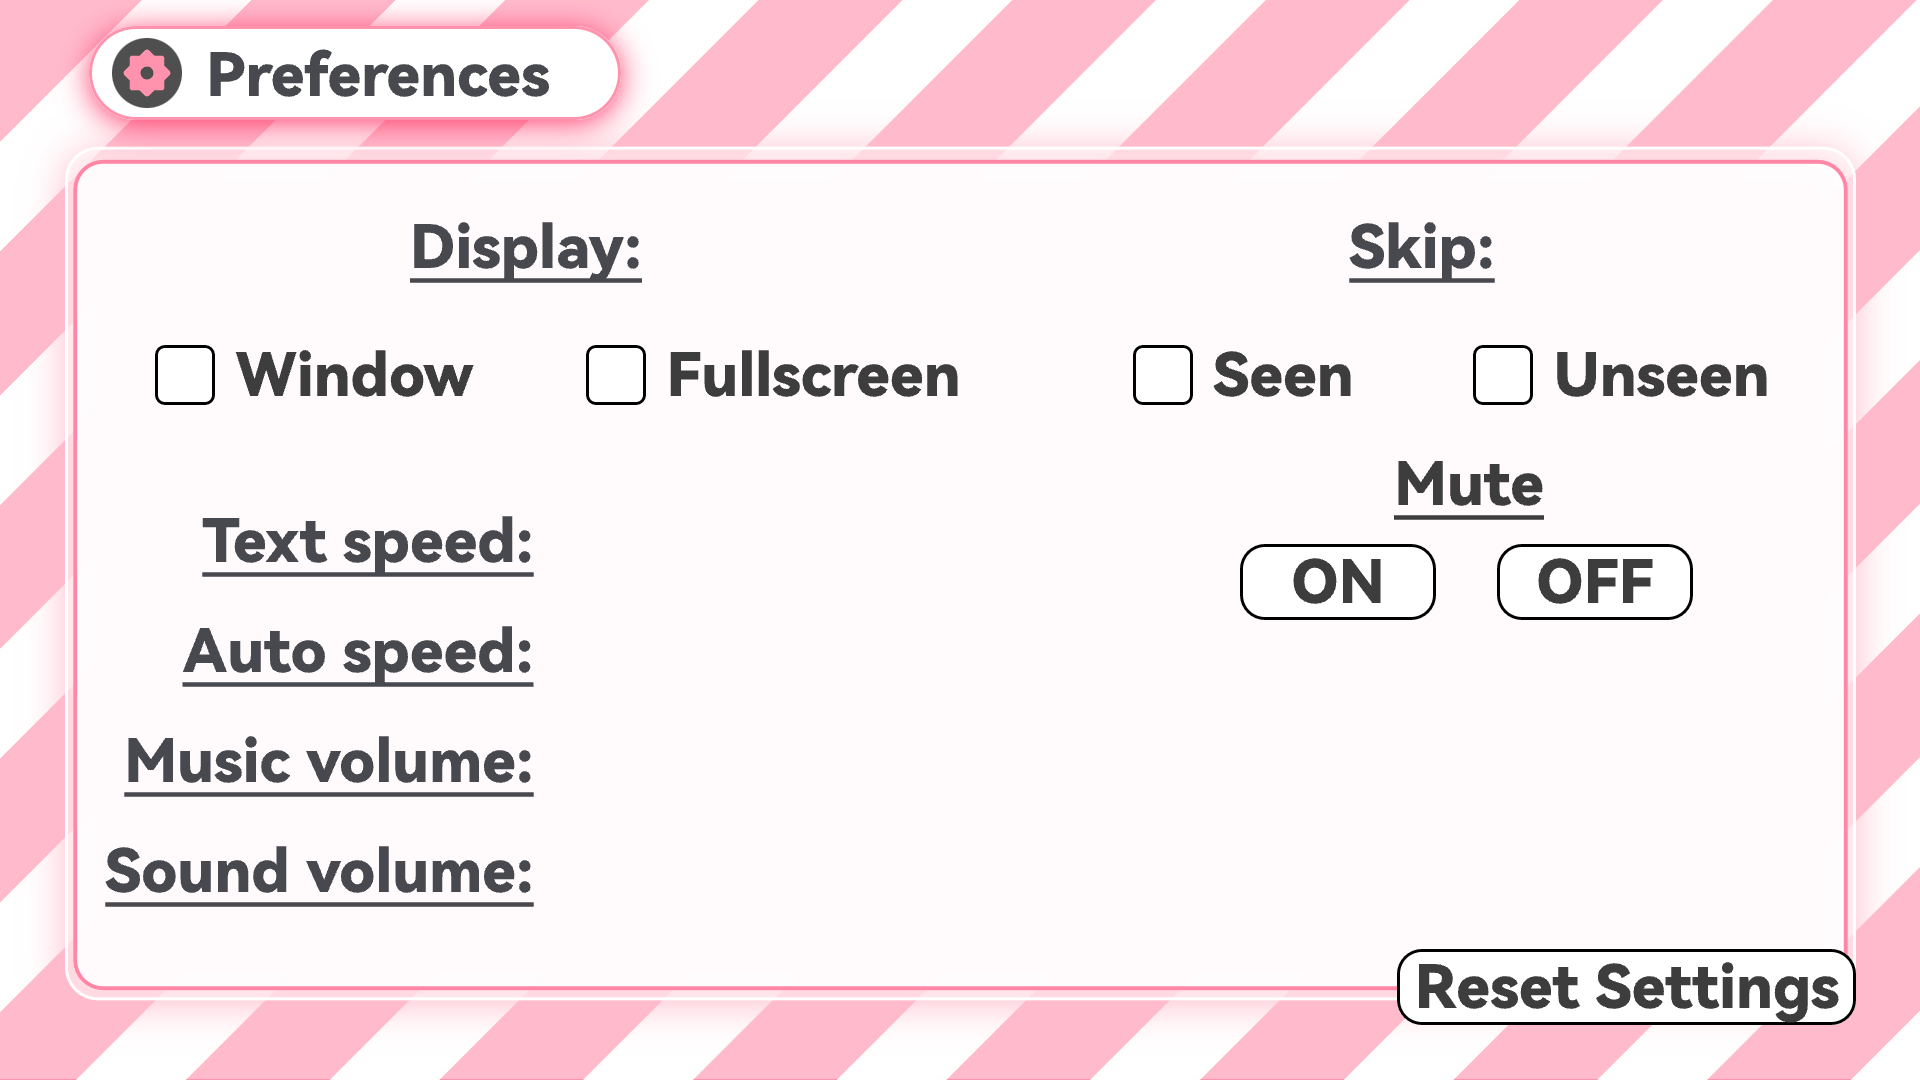 Preferences
Display:
Skip:
Window
Fullscreen
Seen
Unseen
Mute
ON
OFF
Text speed:
Auto speed:
Music volume:
Sound volume:
Reset Settings